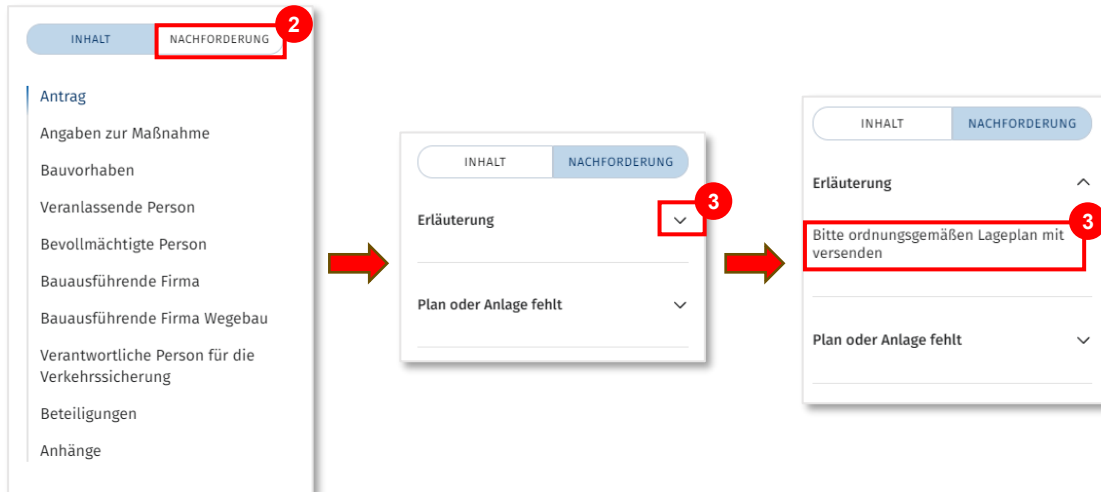 INHALT NACHFORDERUNG 2
Antrag
Angaben zur Maßnahme
Bauvorhaben
Veranlassende Person
Bevollmächtigte Person
Bauausführende Firma
Bauausführende Firma Wegebau
Verantwortliche Person für die
Verkehrssicherung
Beteiligungen
Anhänge
INHALT NACHFORDERUNG
Erläuterung 3
Plan oder Anlage fehlt
INHALT NACHFORDERUNG
Erläuterung
Bitte ordnungsgemäßen Lageplan mit 3
versenden
Plan oder Anlage fehlt